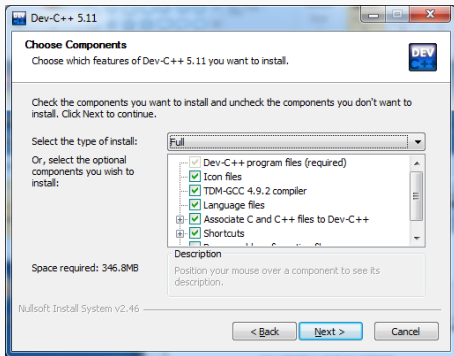 Dev-C++ 5.11
Choose Components
Choose which features of Dev-C++ 5.11 you want to install.
DEV
C++
Check the components you want to install and uncheck the components you don't want to
install. Click Next to continue.
Select the type of install:
Full
Or, select the optional
components you wish to
install:
Dev-C++ program files (required)
Icon files
TDM-GCC 4.9.2 compiler
Language files
Associate C and C++ files to Dev-C++
Shortcuts
Space required: 346.8MB
Description
Position your mouse over a component to see its
description.
Nullsoft Install System v2.46
< Back
Next >
Cancel